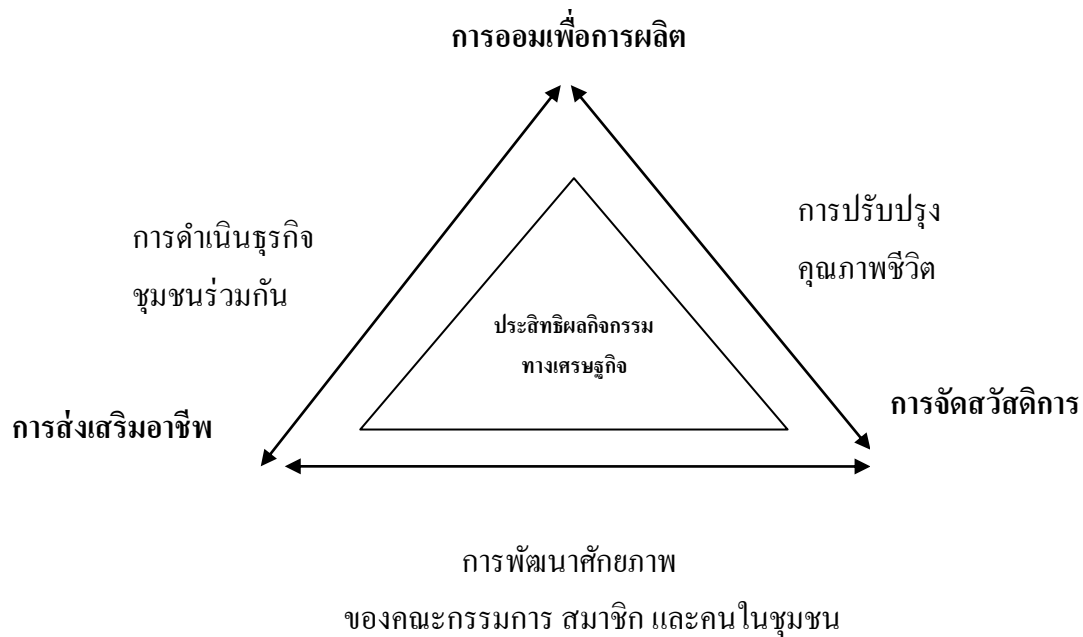 การออมเพื่อการผลิต
การดำเนินธุรกิจ
ชุมชนร่วมกัน
การปรับปรุง
คุณภาพชีวิต
ประสิทธิผลกิจกรรม
ทางเศรษฐกิจ
การส่งเสริมอาชีพ
การจัดสวัสดิการ
การพัฒนาศักยภาพ
ของคณะกรรมการ สมาชิก และคนในชุมชน